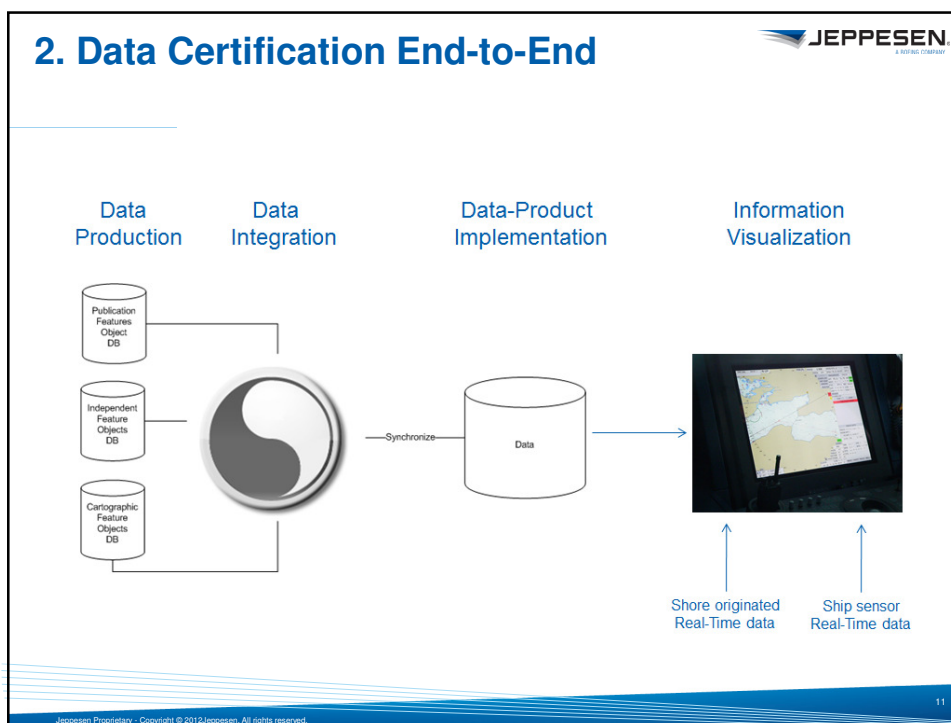 2. Data Certification End-to-End
JEPPESEN
A BOEING COMPANY
Data
Production
Data
Integration
Data-Product
Implementation
Information
Visualization
Publication
Features
Object
DB
Independent
Feature
Objects
DB
Cartographic
Feature
Objects
DB
Synchronize
Data
Shore originated
Real-Time data
Ship sensor
Real-Time data
11
Jeppesen Proprietary - Copyright © 2012Jeppesen. All rights reserved.